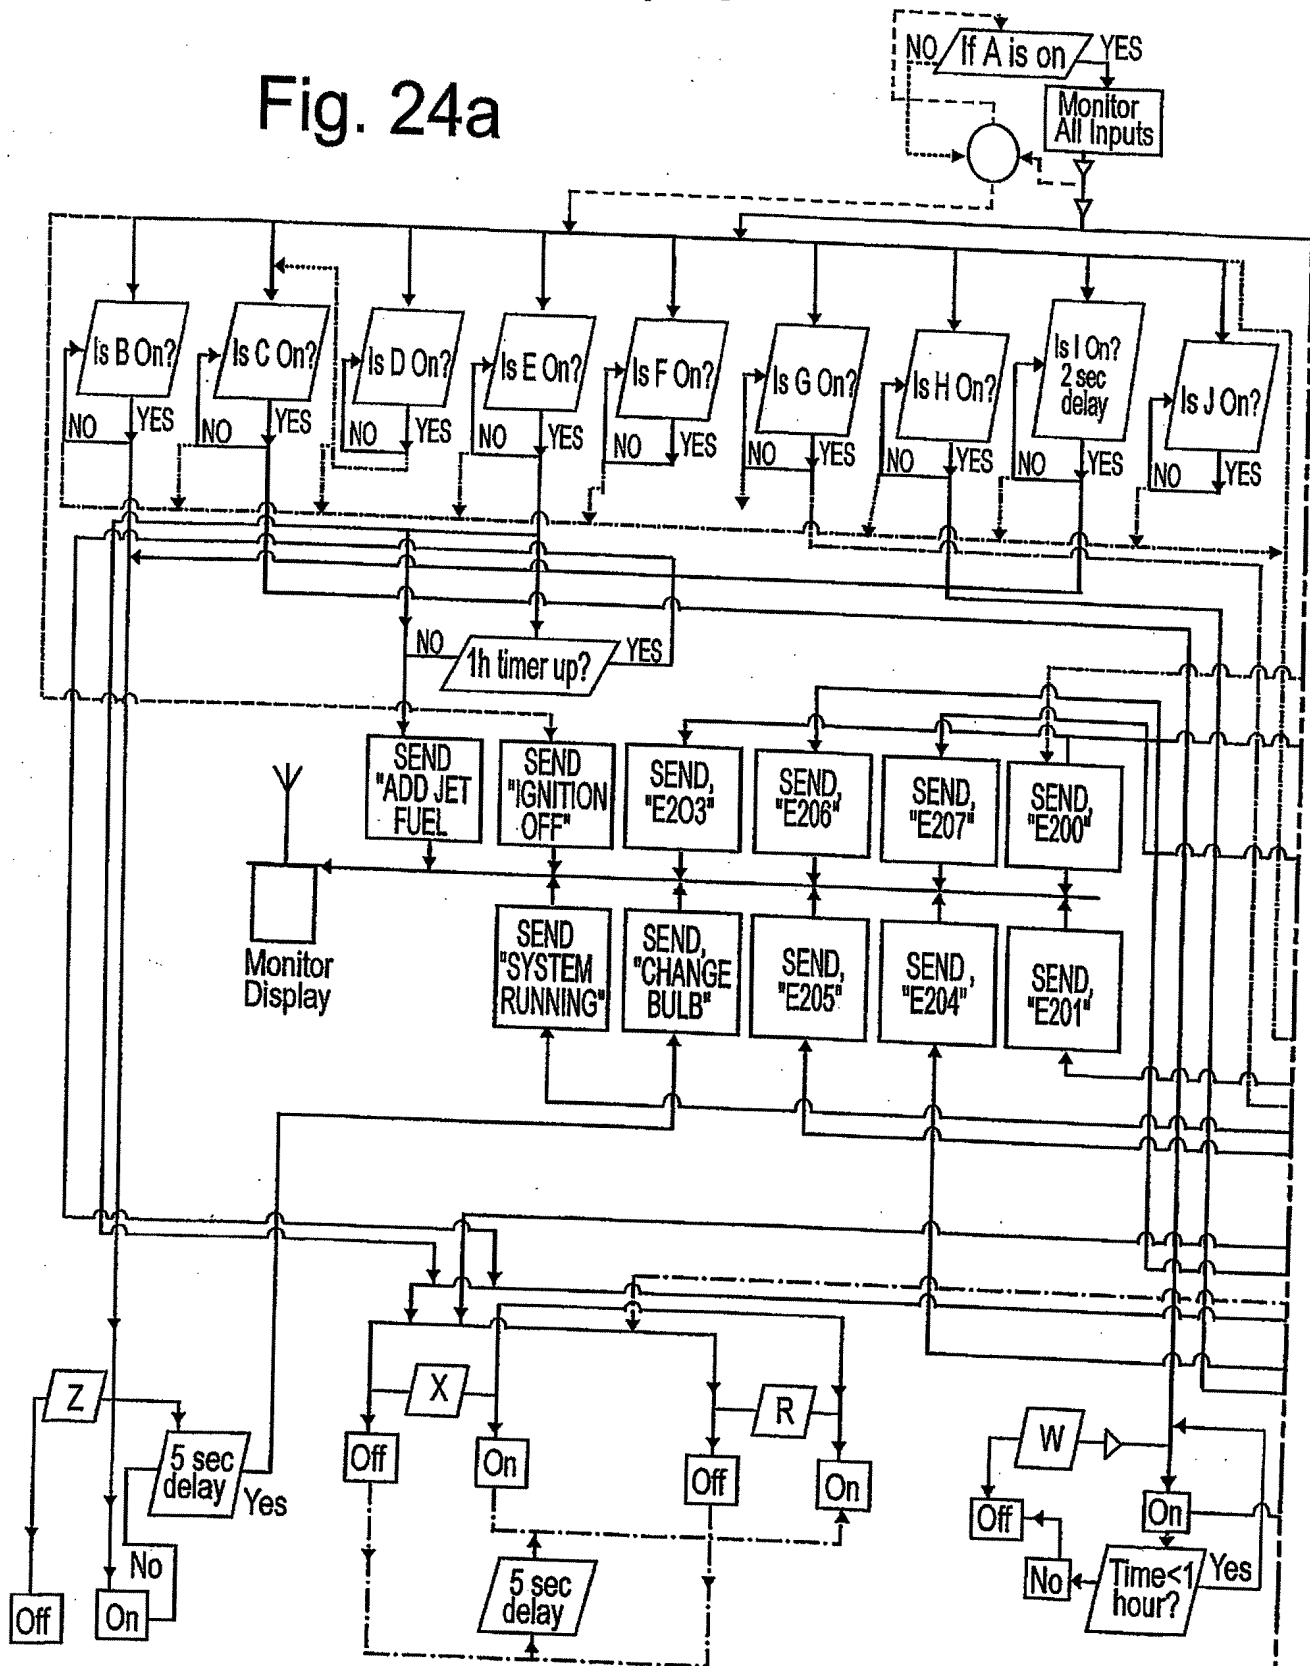 Fig. 24a
NO
If A is on
YES
Monitor
All Inputs
Is B On?
Is C On?
Is D On?
Is E On?
Is F On?
Is G On?
Is H On?
Is I On?
2 sec
delay
Is J On?
NO
YES
NO
YES
NO
YES
NO
YES
NO
YES
NO
YES
NO
YES
NO
YES
NO
YES
NO
1h timer up?
YES
SEND
"ADD JET
FUEL
SEND
"IGNITION
OFF"
SEND,
"E2O3"
SEND,
"E206"
SEND,
"E207"
SEND,
"E200"
Monitor
Display
SEND
"SYSTEM
RUNNING"
SEND,
"CHANGE
BULB"
SEND,
"E205"
SEND,
"E204"
SEND,
"E201"
Z
5 sec
delay
Yes
No
Off
On
X
Off
On
R
Off
On
5 sec
delay
W
Off
On
No
Time<1
hour?
Yes